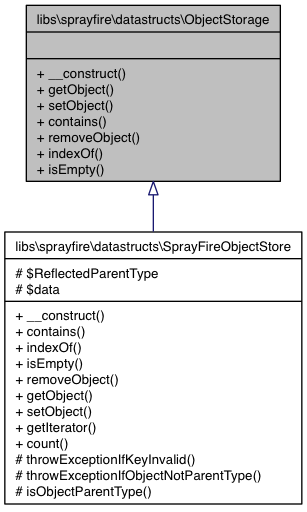 libs\sprayfire\datastructs\ObjectStorage
+ __construct()
+ getObject()
+ setObject()
+ contains()
+ removeObject()
+ indexOf()
+ isEmpty()
libs\sprayfire\datastructs\SprayFireObjectStore
# $ReflectedParentType
# $data
+ __construct()
+ contains()
+ indexOf()
+ isEmpty()
+ removeObject()
+ getObject()
+ setObject()
+ getIterator()
+ count()
# throwExceptionIfKeyInvalid()
# throwExceptionIfObjectNotParentType()
# isObjectParentType()